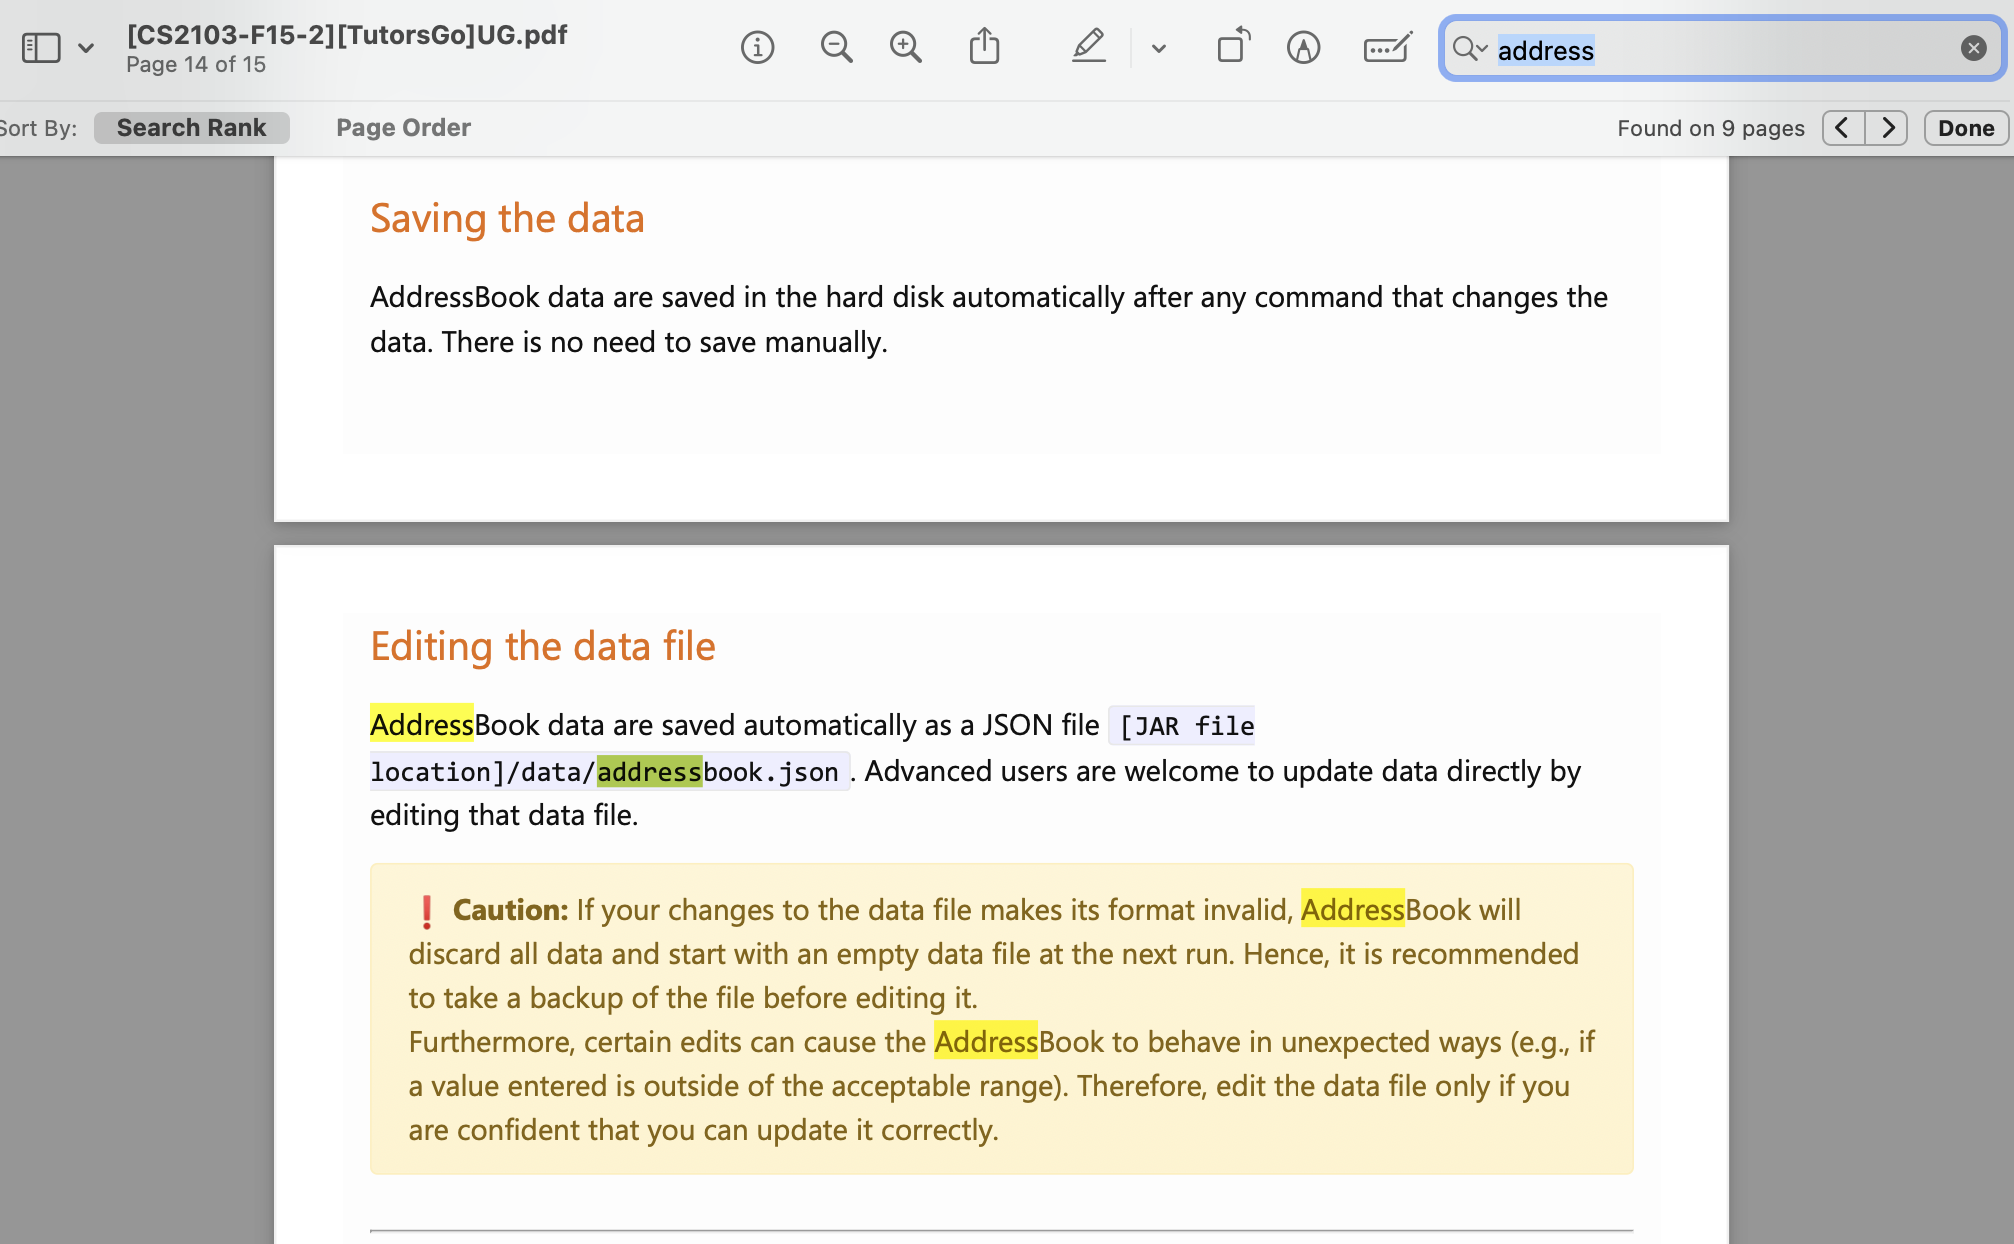 [CS2103-F15-2][TutorsGo]UG.pdf
Page 14 of 15
address
Sort By:
Search Rank
Page Order
Found on 9 pages
Done
Saving the data
AddressBook data are saved in the hard disk automatically after any command that changes the
data. There is no need to save manually.
Editing the data file
AddressBook data are saved automatically as a JSON file [JAR file
location]/data/addressbook.json . Advanced users are welcome to update data directly by
editing that data file.
❗ Caution: If your changes to the data file makes its format invalid, AddressBook will
discard all data and start with an empty data file at the next run. Hence, it is recommended
to take a backup of the file before editing it.
Furthermore, certain edits can cause the AddressBook to behave in unexpected ways (e.g., if
a value entered is outside of the acceptable range). Therefore, edit the data file only if you
are confident that you can update it correctly.